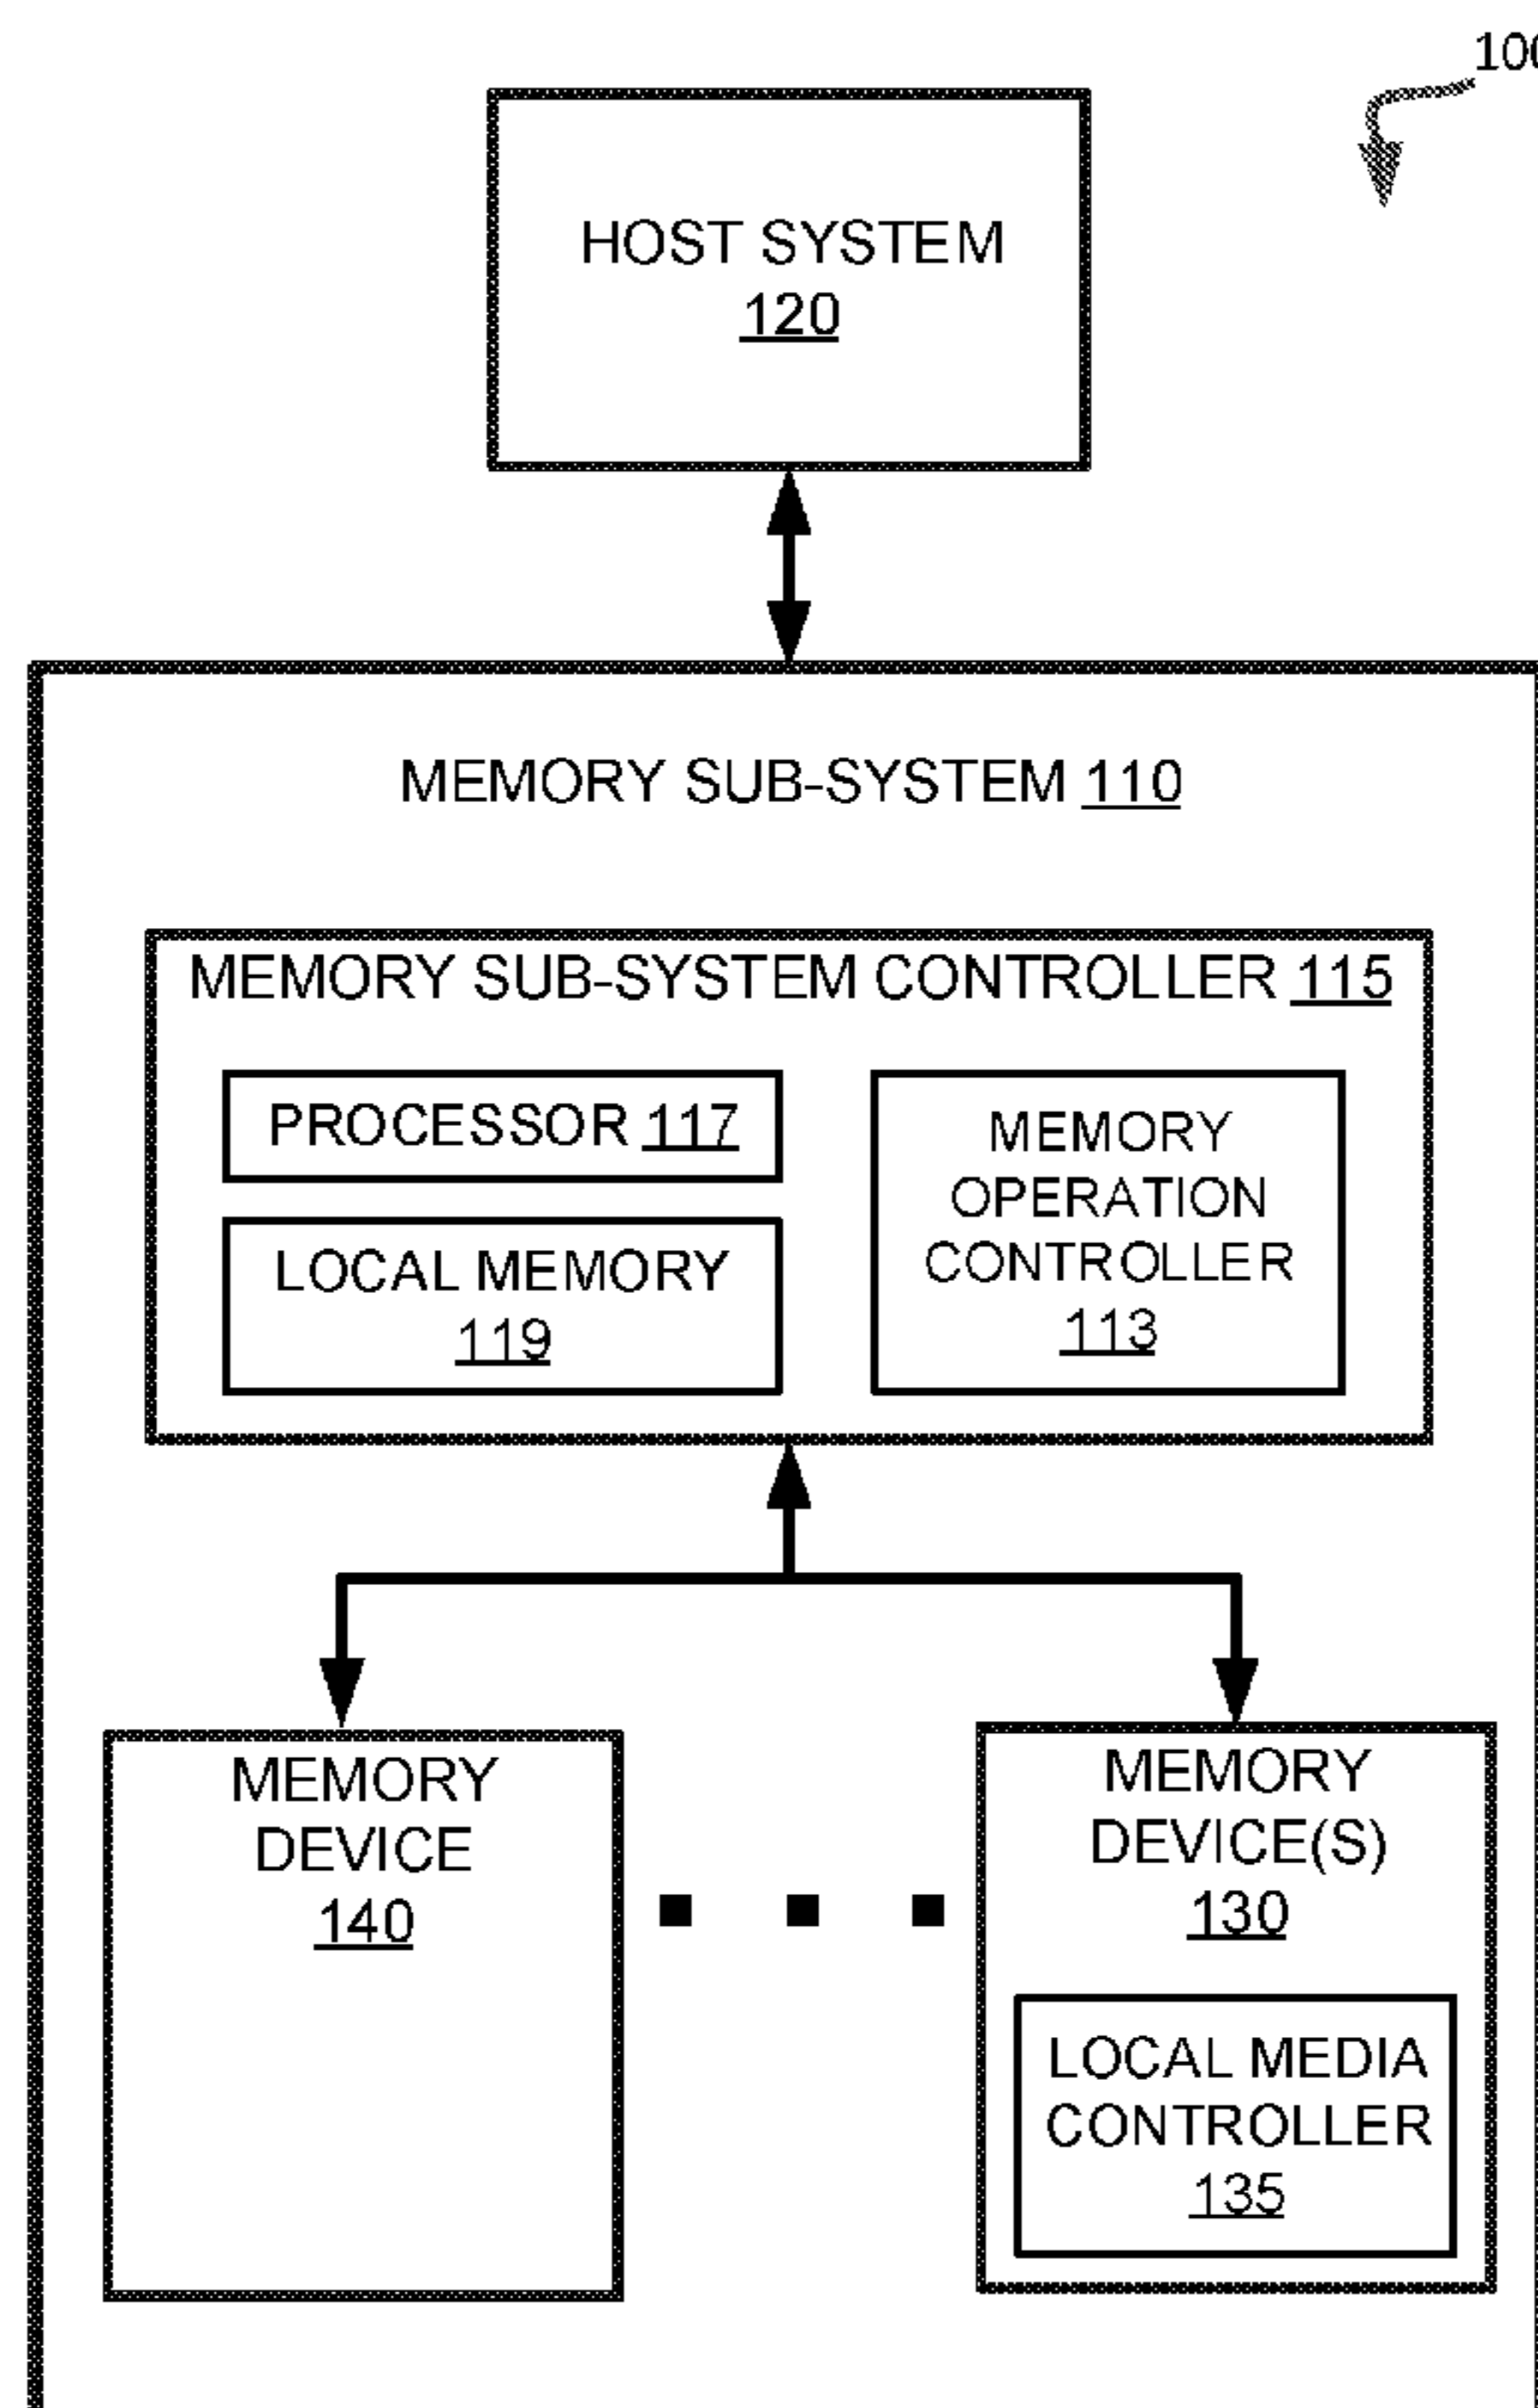 100
HOST SYSTEM
120
MEMORY SUB-SYSTEM 110
MEMORY SUB-SYSTEM CONTROLLER 115
PROCESSOR 117
LOCAL MEMORY
119
MEMORY
OPERATION
CONTROLLER
113
MEMORY
DEVICE
140
MEMORY
DEVICE(S)
130
LOCAL MEDIA
CONTROLLER
135